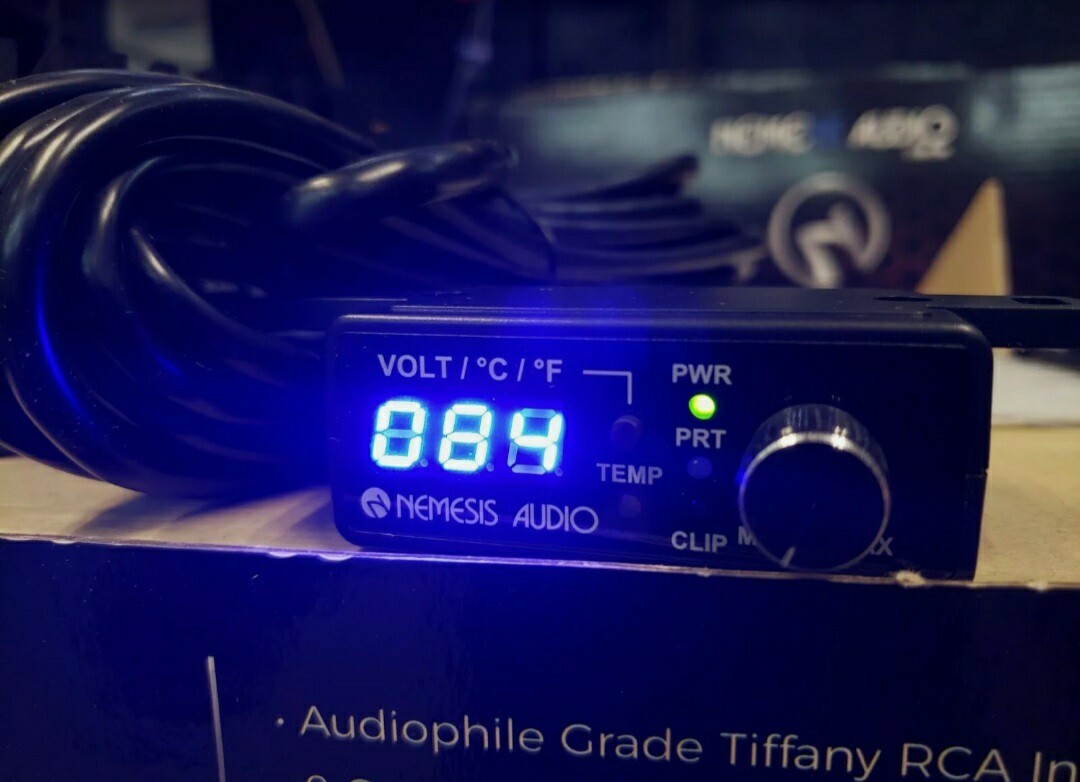 NEMESIS AUDIO
VOLT / °C / °F
PWR
084
PRT
TEMP
NEMESIS AUDIO
CLIP
• Audiophile Grade Tiffany RCA In